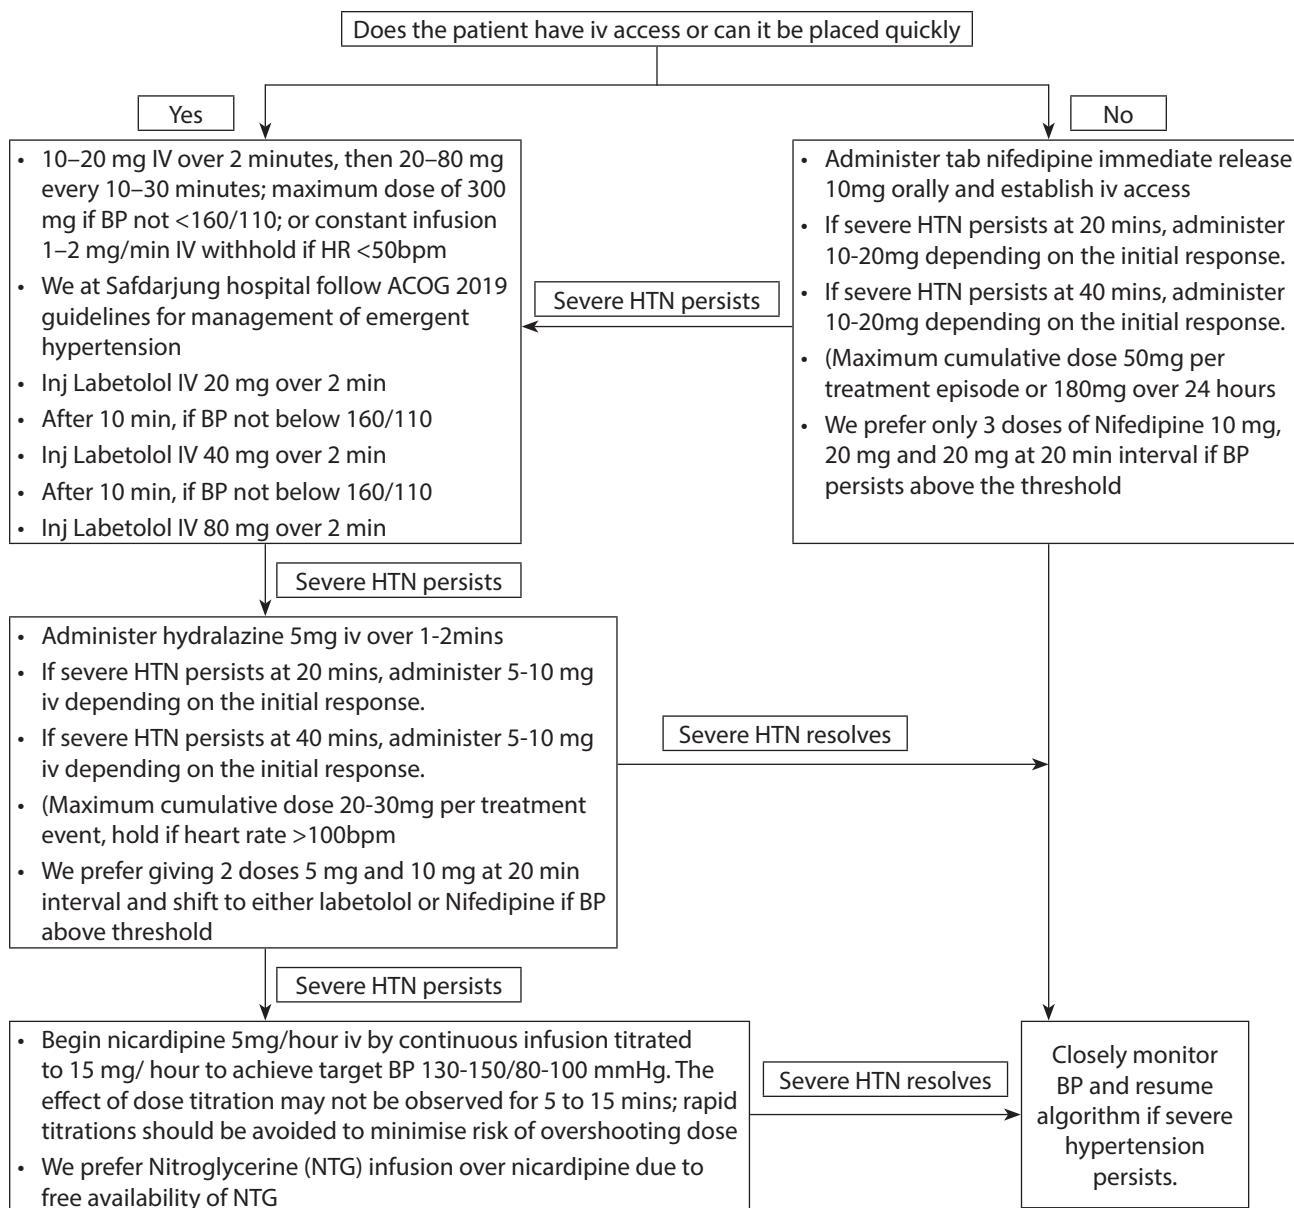 Does the patient have iv access or can it be placed quickly
Yes
No
• 10–20 mg IV over 2 minutes, then 20–80 mg
every 10–30 minutes; maximum dose of 300
mg if BP not <160/110; or constant infusion
1–2 mg/min IV withhold if HR <50bpm
• We at Safdarjung hospital follow ACOG 2019
guidelines for management of emergent
hypertension
• Inj Labetolol IV 20 mg over 2 min
• After 10 min, if BP not below 160/110
• Inj Labetolol IV 40 mg over 2 min
• After 10 min, if BP not below 160/110
• Inj Labetolol IV 80 mg over 2 min
Severe HTN persists
• Administer tab nifedipine immediate release
10mg orally and establish iv access
• If severe HTN persists at 20 mins, administer
10-20mg depending on the initial response.
• If severe HTN persists at 40 mins, administer
10-20mg depending on the initial response.
• (Maximum cumulative dose 50mg per
treatment episode or 180mg over 24 hours
• We prefer only 3 doses of Nifedipine 10 mg,
20 mg and 20 mg at 20 min interval if BP
persists above the threshold
Severe HTN persists
• Administer hydralazine 5mg iv over 1-2mins
• If severe HTN persists at 20 mins, administer 5-10 mg
iv depending on the initial response.
• If severe HTN persists at 40 mins, administer 5-10 mg
iv depending on the initial response.
• (Maximum cumulative dose 20-30mg per treatment
event, hold if heart rate >100bpm
• We prefer giving 2 doses 5 mg and 10 mg at 20 min
interval and shift to either labetolol or Nifedipine if BP
above threshold
Severe HTN resolves
Severe HTN persists
• Begin nicardipine 5mg/hour iv by continuous infusion titrated
to 15 mg/ hour to achieve target BP 130-150/80-100 mmHg. The
effect of dose titration may not be observed for 5 to 15 mins; rapid
titrations should be avoided to minimise risk of overshooting dose
• We prefer Nitroglycerine (NTG) infusion over nicardipine due to
free availability of NTG
Severe HTN resolves
Closely monitor
BP and resume
algorithm if severe
hypertension
persists.